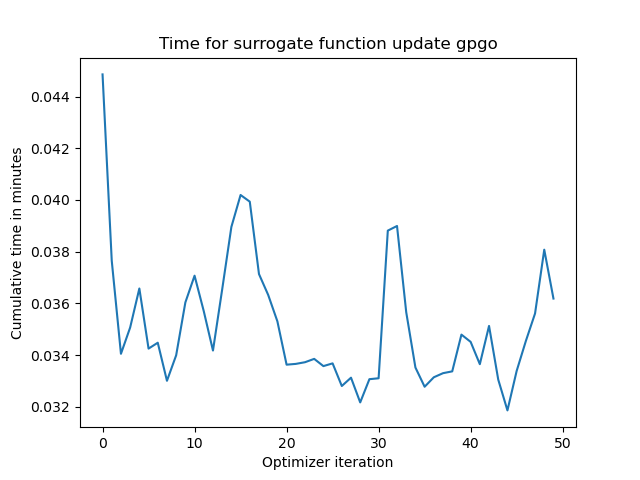 Time for surrogate function update gpgo
Cumulative time in minutes
0.044
0.042
0.040
0.038
0.036
0.034
0.032
0 10 20 30 40 50
Optimizer iteration